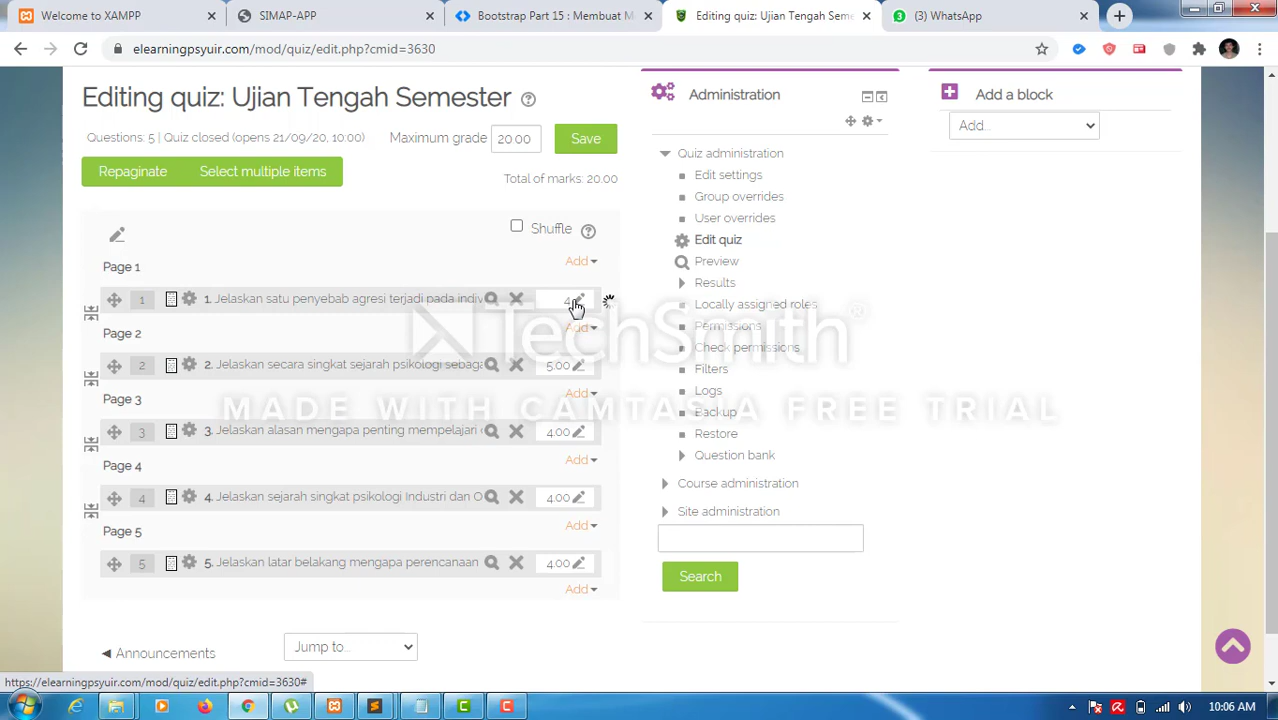 Welcome to XAMPP
SIMAP-APP
Bootstrap Part 15 : Membuat M
Editing quiz: Ujian Tengah Seme
(3) WhatsApp
elearningpsyuir.com/mod/quiz/edit.php?cmid=3630
Editing quiz: Ujian Tengah Semester
Questions: 5 | Quiz closed (opens 21/09/20, 10:00)
Maximum grade 20.00 Save
Repaginate Select multiple items
Total of marks: 20.00
Shuffle
Page 1
Add
1 1. Jelaskan satu penyebab agresi terjadi pada indiv 4
Page 2
Add
2 2. Jelaskan secara singkat sejarah psikologi sebaga 5.00
Page 3
Add
3 3. Jelaskan alasan mengapa penting mempelajari 4.00
Page 4
Add
4 4. Jelaskan sejarah singkat psikologi Industri dan O 4.00
Page 5
Add
5 5. Jelaskan latar belakang mengapa perencanaan 4.00
Add
Announcements
Jump to...
Administration
Quiz administration
Edit settings
Group overrides
User overrides
Edit quiz
Preview
Results
Locally assigned roles
Permissions
Check permissions
Filters
Logs
Backup
Restore
Question bank
Course administration
Site administration
Search
Add a block
Add...
TechSmith®
MADE WITH CAMTASIA FREE TRIAL
https://elearningpsyuir.com/mod/quiz/edit.php?cmid=3630#
10:06 AM